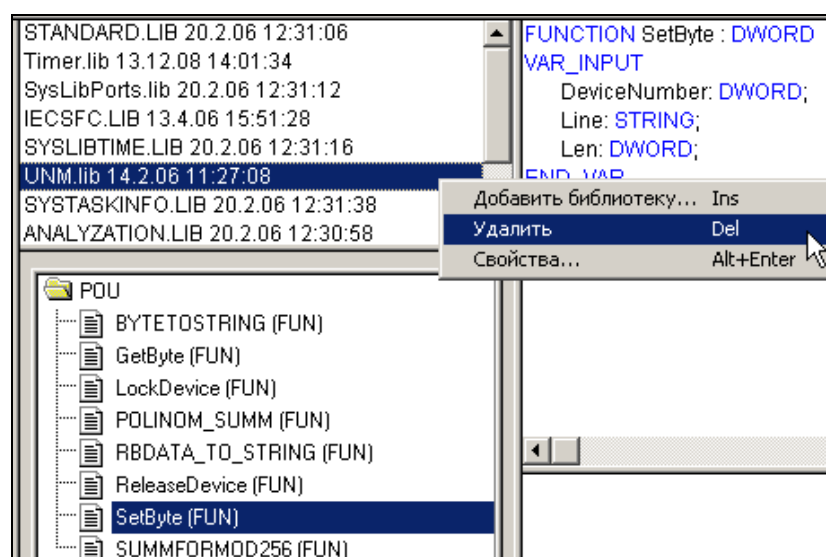 STANDARD.LIB 20.2.06 12:31:06
Timer.lib 13.12.08 14:01:34
SysLibPorts.lib 20.2.06 12:31:12
IECSFC.LIB 13.4.06 15:51:28
SYSLIBTIME.LIB 20.2.06 12:31:16
UNM.lib 14.2.06 11:27:08
SYSTASKINFO.LIB 20.2.06 12:31:38
ANALYZATION.LIB 20.2.06 12:30:58
FUNCTION SetByte : DWORD
VAR_INPUT
DeviceNumber: DWORD;
Line: STRING;
Len: DWORD;
END_VAR
Добавить библиотеку... Ins
Удалить Del
Свойства... Alt+Enter
POU
BYTETOSTRING (FUN)
GetByte (FUN)
LockDevice (FUN)
POLINOM_SUMM (FUN)
RBDATA_TO_STRING (FUN)
ReleaseDevice (FUN)
SetByte (FUN)
SUMMFORMOD256 (FUN)